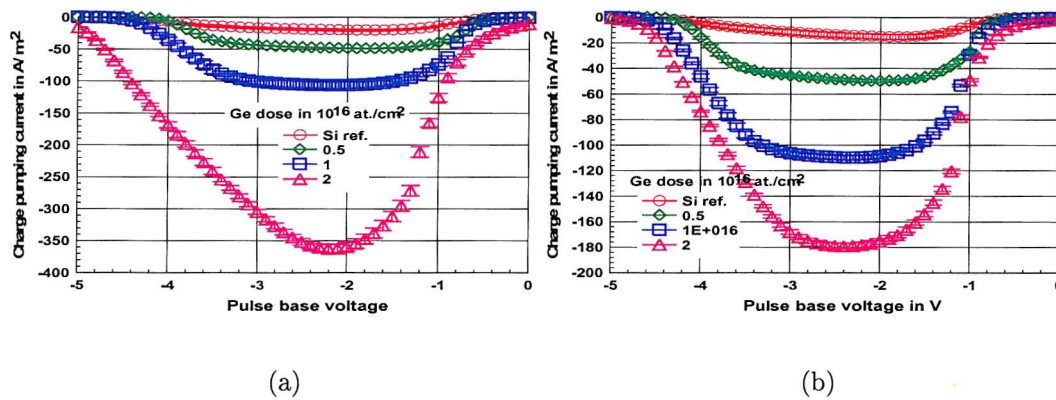 0
-50
-100
-150
-200
-250
-300
-350
-400
Charge pumping current in A/ m²
Ge dose in 10¹⁶ at./cm²
Si ref.
0.5
1
2
-5 -4 -3 -2 -1 0
Pulse base voltage
(a)
0
-20
-40
-60
-80
-100
-120
-140
-160
-180
-200
Charge pumping current in A/ m²
Ge dose in 10¹⁶ at./cm²
Si ref.
0.5
1E+016
2
-5 -4 -3 -2 -1 0
Pulse base voltage in V
(b)